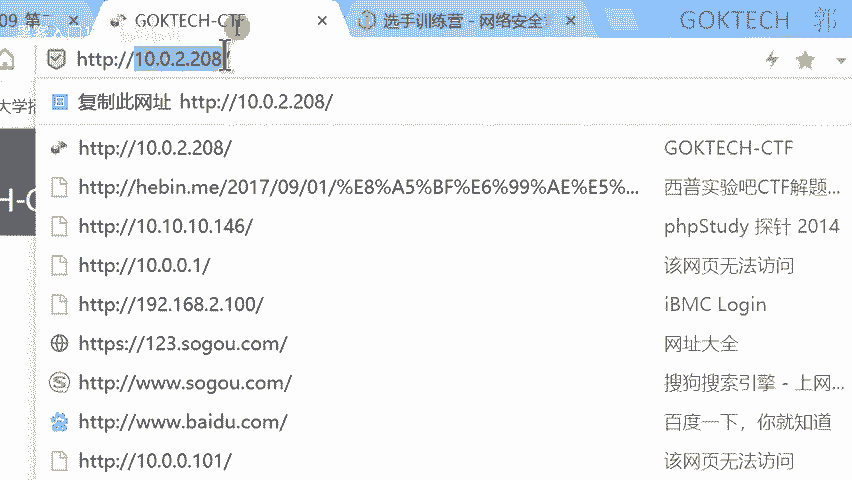 09 第二 × GOKTECH-CTF × 选手训练营 - 网络安全 × GOKTECH 郭
http://10.0.2.208/
大学招
复制此网址 http://10.0.2.208/
http://10.0.2.208/ GOKTECH-CTF
http://hebin.me/2017/09/01/%E8%A5%BF%E6%99%AE%E5%... 西普实验吧CTF解题...
http://10.10.10.146/ phpStudy 探针 2014
http://10.0.0.1/ 该网页无法访问
http://192.168.2.100/ iBMC Login
https://123.sogou.com/ 网址大全
http://www.sogou.com/ 搜狗搜索引擎 - 上网...
http://www.baidu.com/ 百度一下，你就知道
http://10.0.0.101/ 该网页无法访问